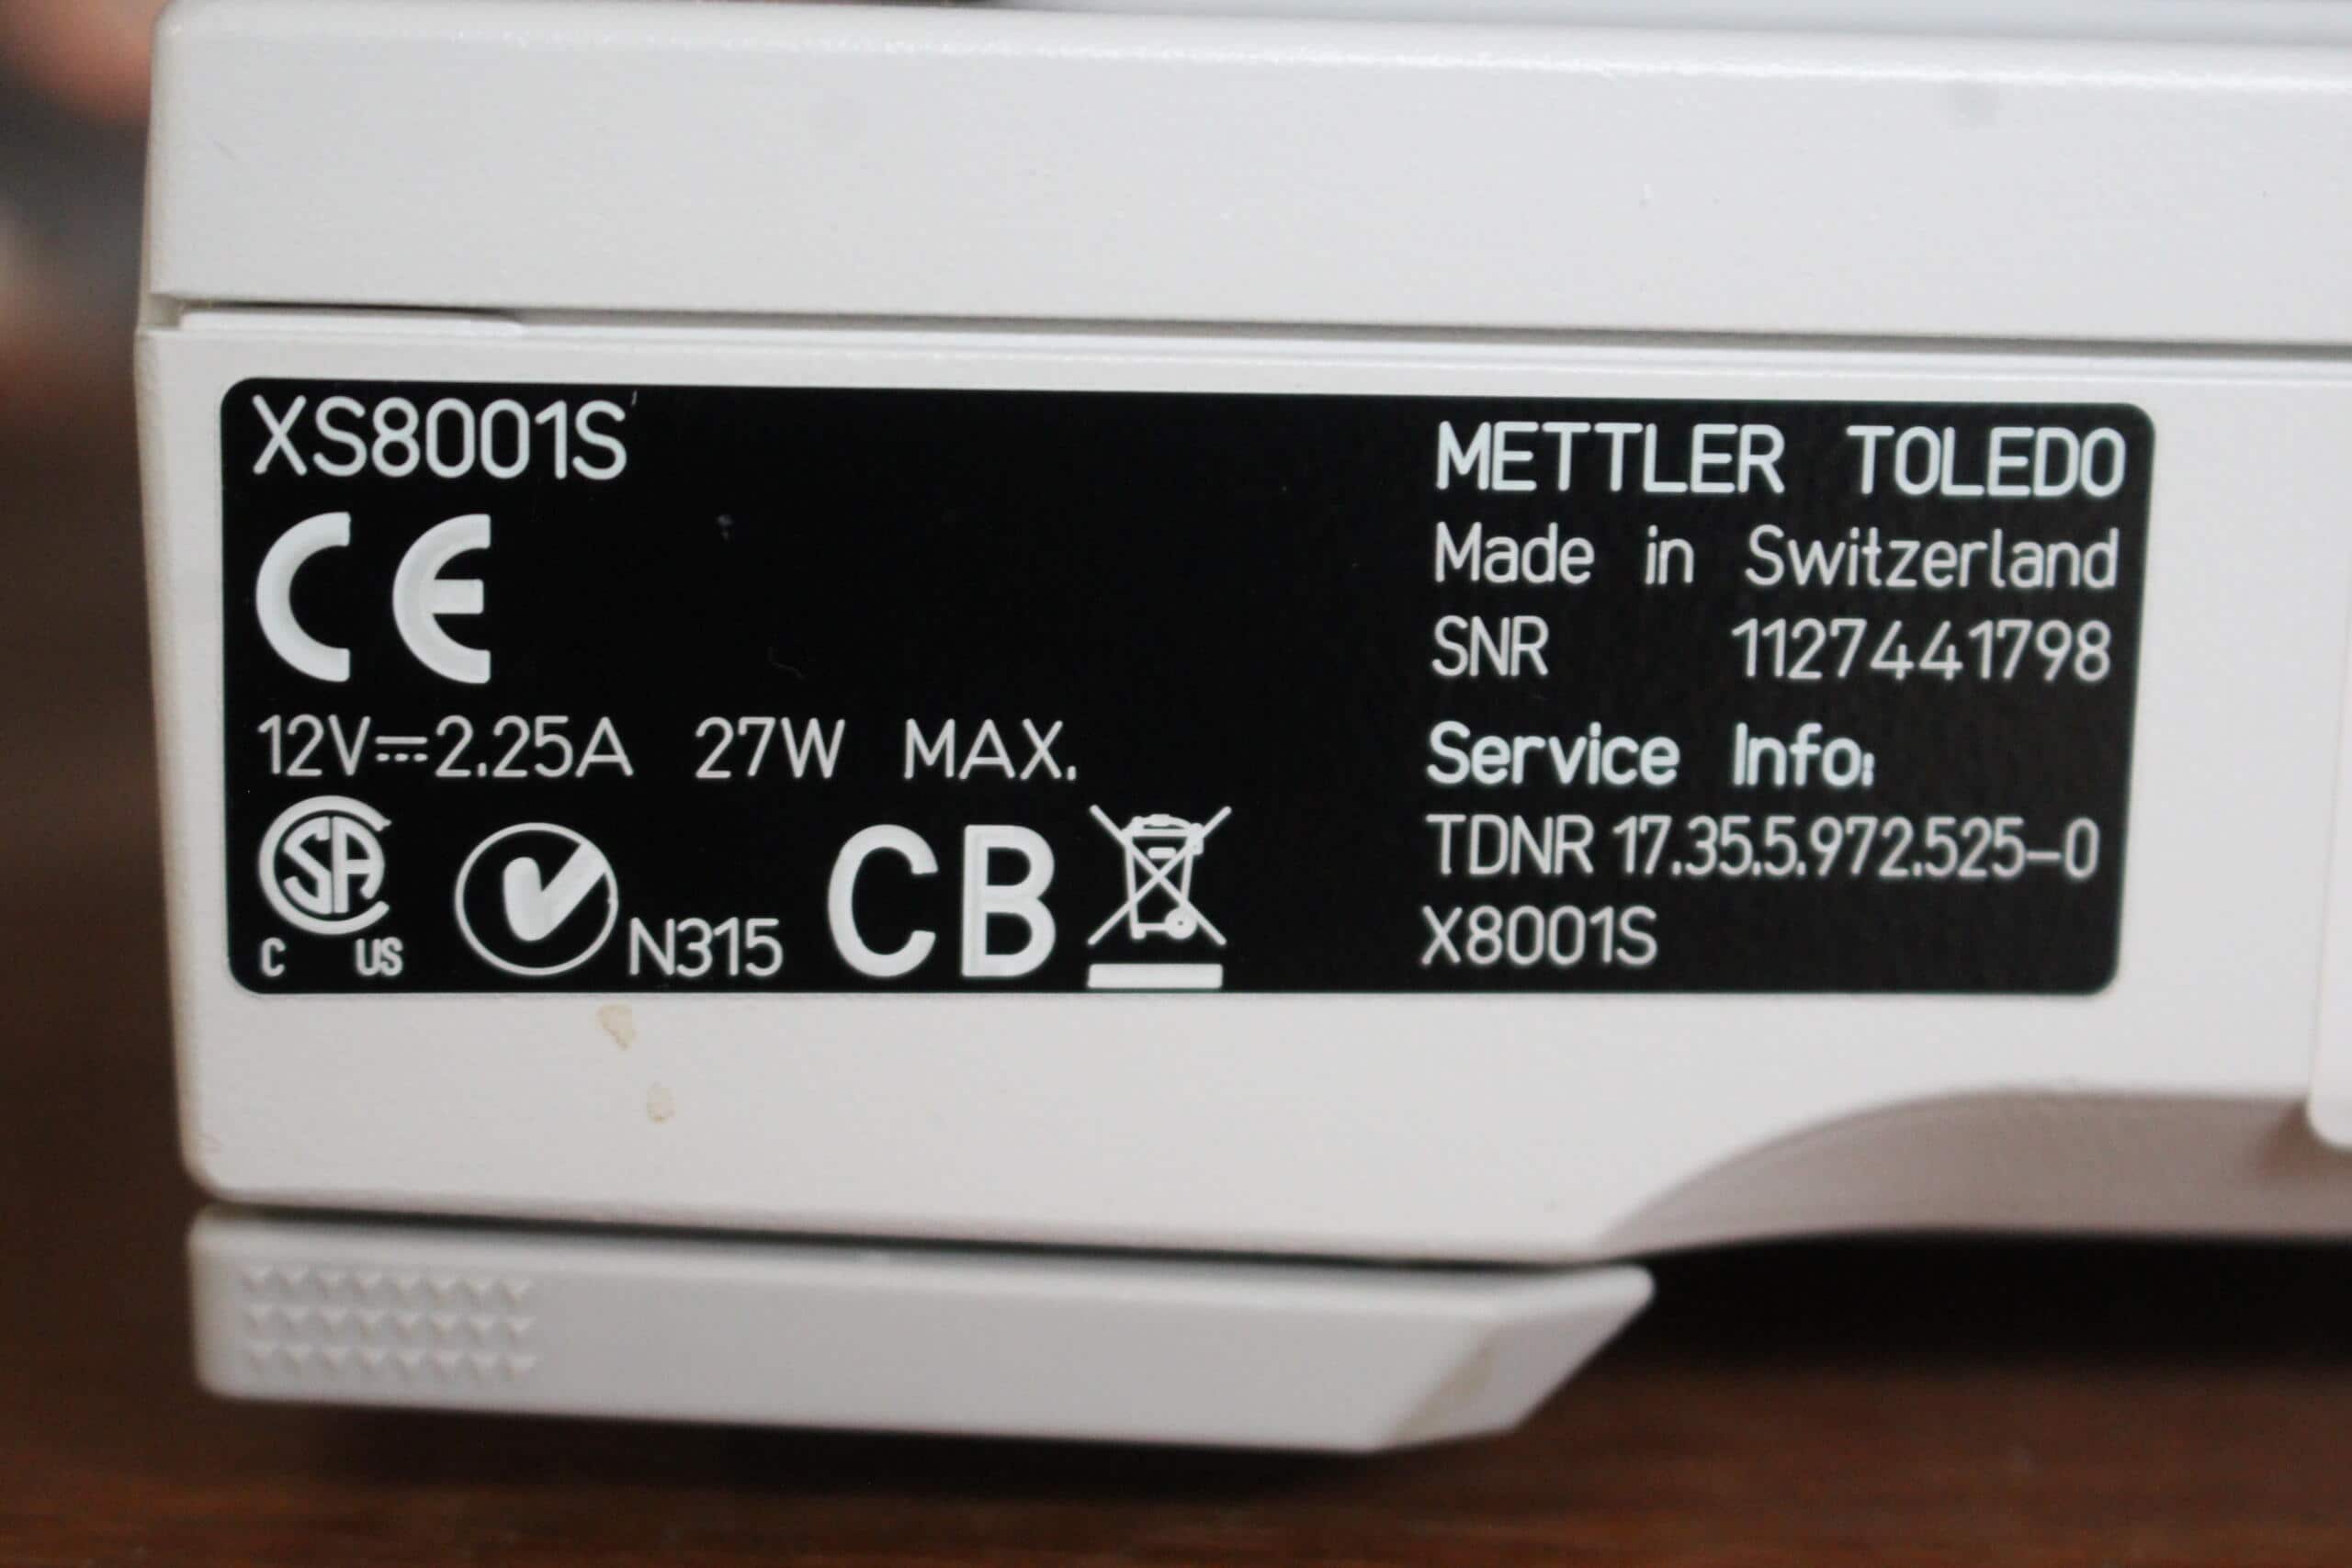 XS8001S
CE
12V⎓2.25A 27W MAX.
CSA
C US
N315
CB
METTLER TOLEDO
Made in Switzerland
SNR 1127441798
Service Info:
TDNR 17.35.5.972.525-0
X8001S